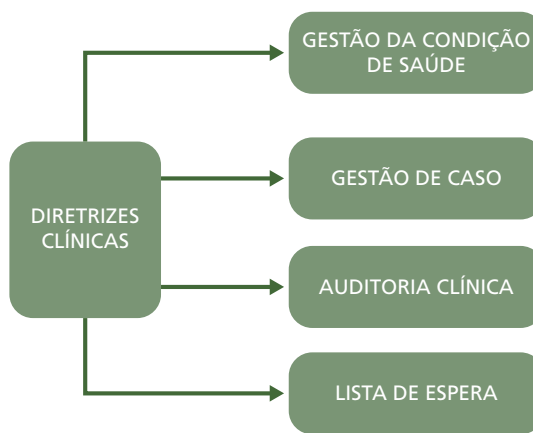 GESTÃO DA CONDIÇÃO
DE SAÚDE
GESTÃO DE CASO
DIRETRIZES
CLÍNICAS
AUDITORIA CLÍNICA
LISTA DE ESPERA